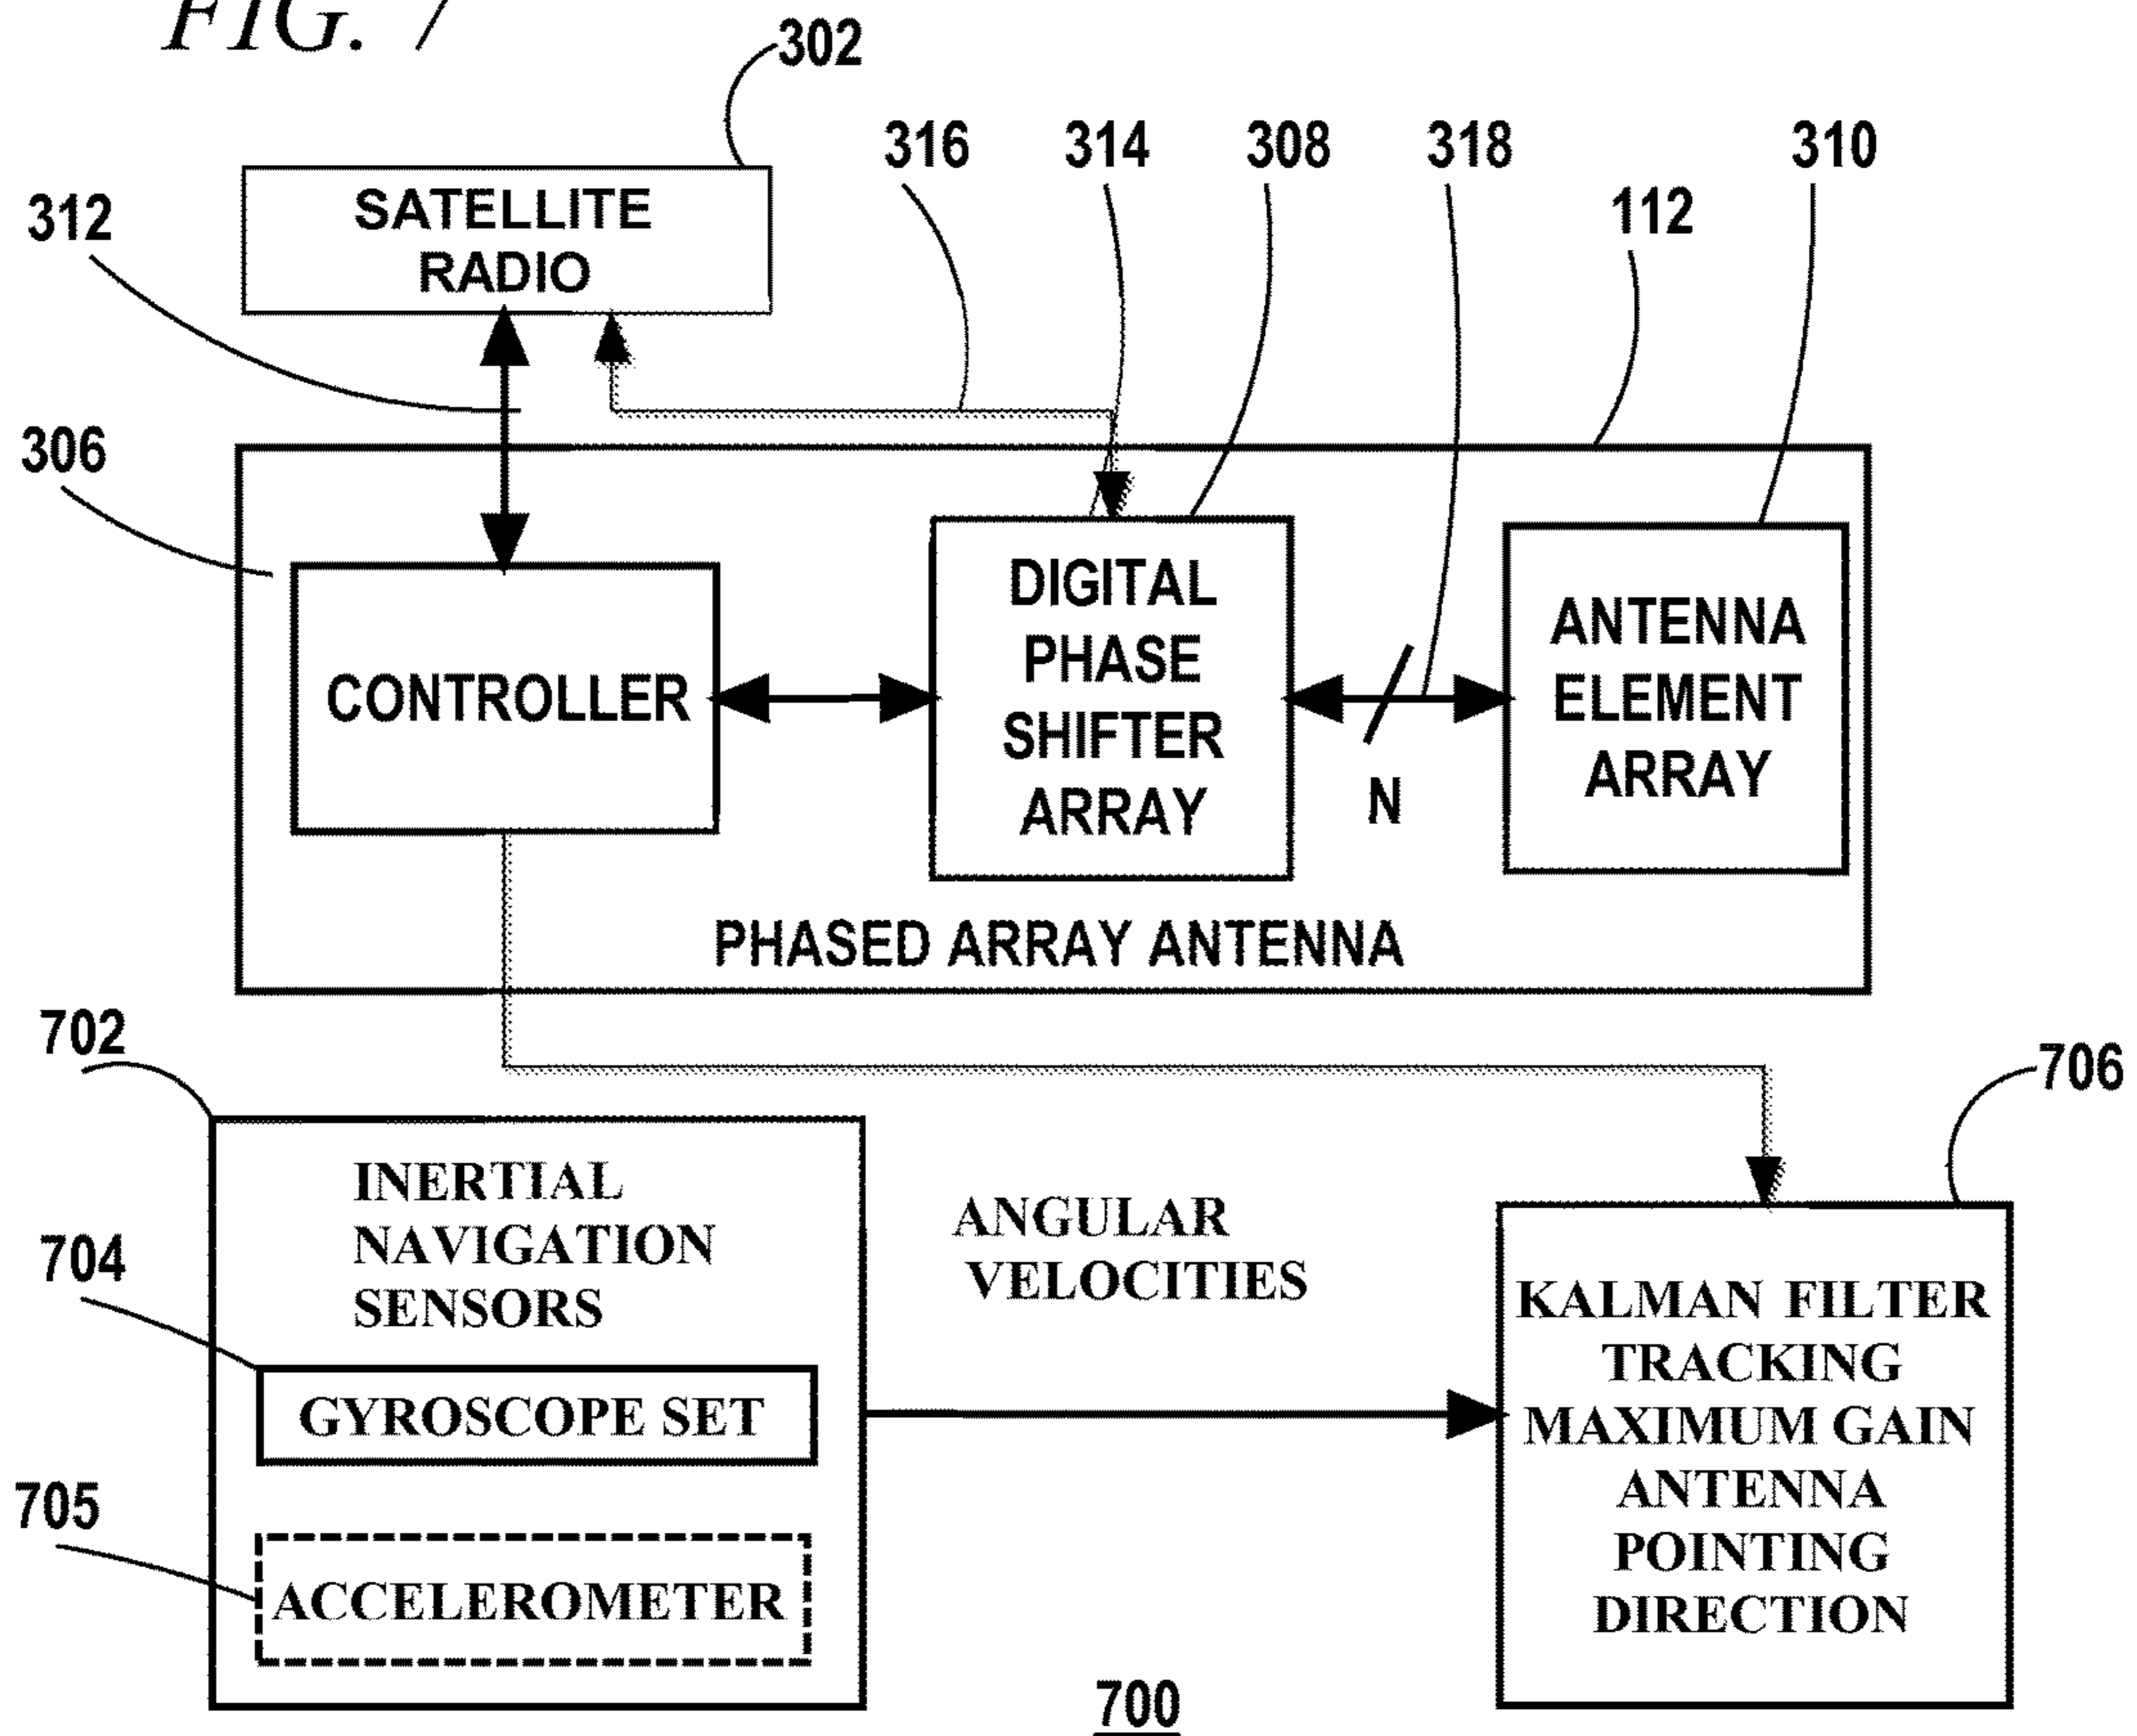 FIG. 7
302
316
314
308
318
310
312
112
SATELLITE
RADIO
306
CONTROLLER
DIGITAL
PHASE
SHIFTER
ARRAY
N
ANTENNA
ELEMENT
ARRAY
PHASED ARRAY ANTENNA
702
706
INERTIAL
NAVIGATION
SENSORS
704
GYROSCOPE SET
705
ACCELEROMETER
ANGULAR
VELOCITIES
KALMAN FILTER
TRACKING
MAXIMUM GAIN
ANTENNA
POINTING
DIRECTION
700